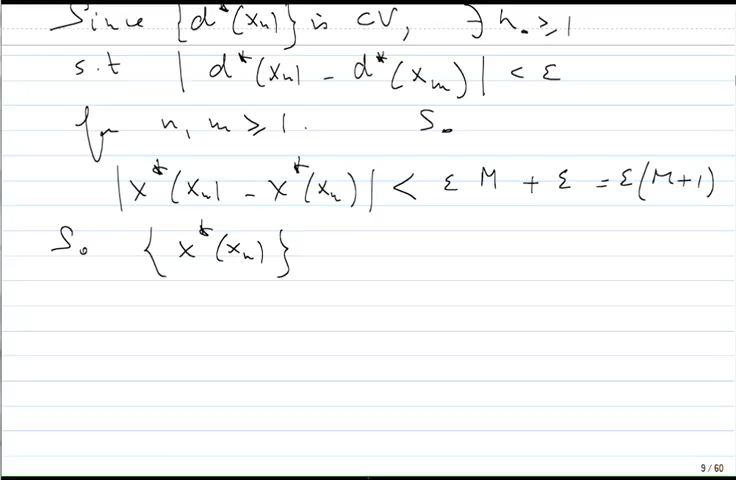 Since {d*(xn)} is CV, ∃ n0 ≥ 1
s.t | d*(xn) - d*(xm) | < ε
for n, m ≥ 1. So
|x*(xn) - x*(xn)| < ε M + ε = ε(M+1)
So { x*(xn) }
9 / 60